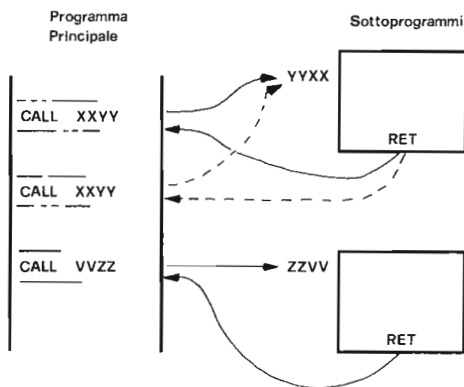 Programma
Principale
Sottoprogrammi
YYXX
CALL XXYY
RET
CALL XXYY
CALL VVZZ
ZZVV
RET